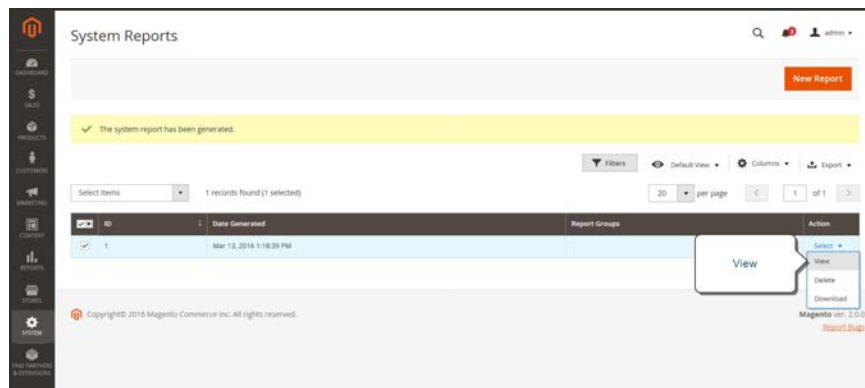 System Reports
3
admin
DASHBOARD
SALES
PRODUCTS
CUSTOMERS
MARKETING
CONTENT
REPORTS
STORES
SYSTEM
FIND PARTNERS
& EXTENSIONS
New Report
The system report has been generated.
Filters Default View Columns Export
Select Items 1 records found (1 selected) 20 per page 1 of 1
ID Date Generated Report Groups Action
1 Mar 13, 2016 1:18:39 PM Select
View
View
Delete
Download
Copyright© 2016 Magento Commerce Inc. All rights reserved.
Magento ver. 2.0.0
Report Bugs